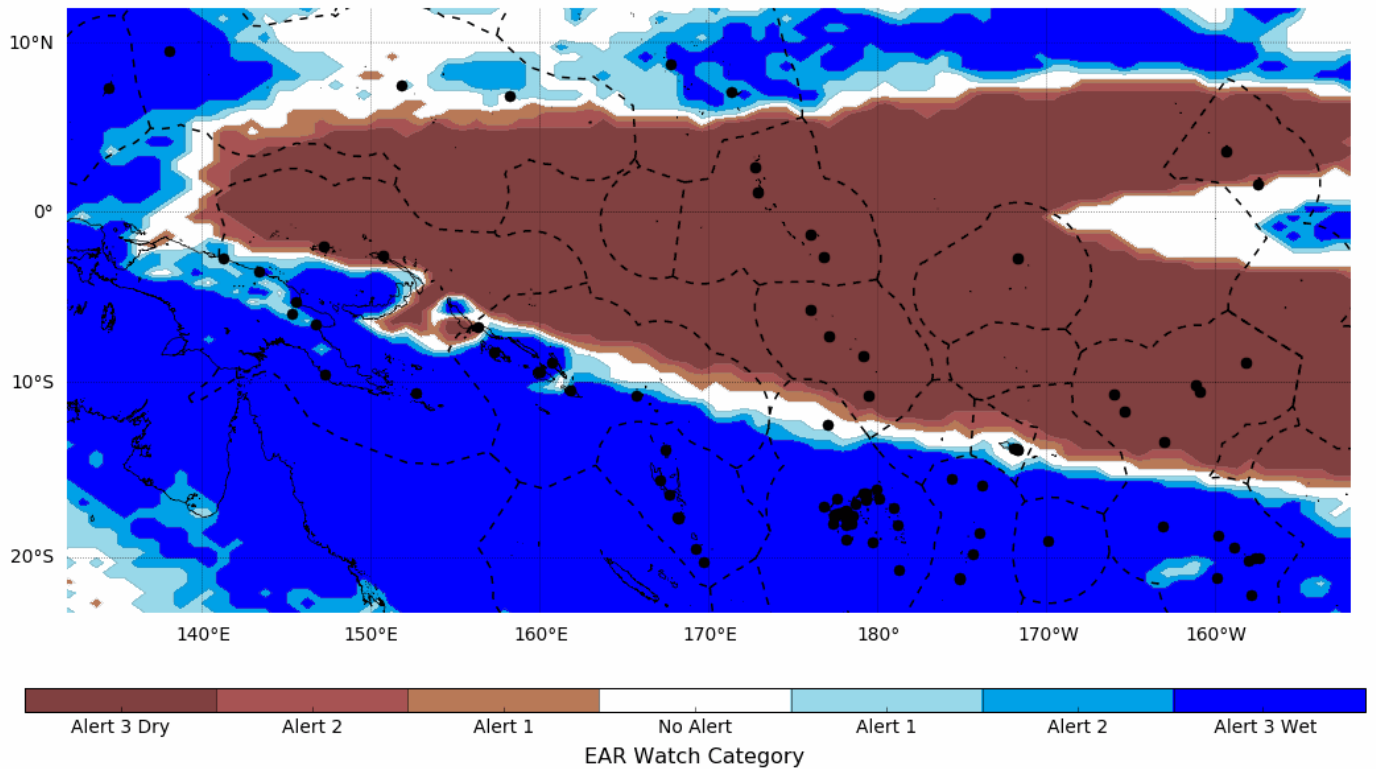 10°N
0°
10°S
20°S
140°E 150°E 160°E 170°E 180° 170°W 160°W
Alert 3 Dry Alert 2 Alert 1 No Alert Alert 1 Alert 2 Alert 3 Wet
EAR Watch Category